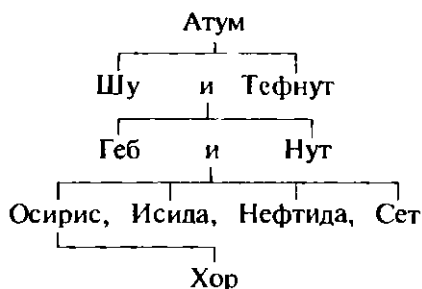 Атум
Шу и Тефнут
Геб и Нут
Осирис, Исида, Нефтида, Сет
Хор